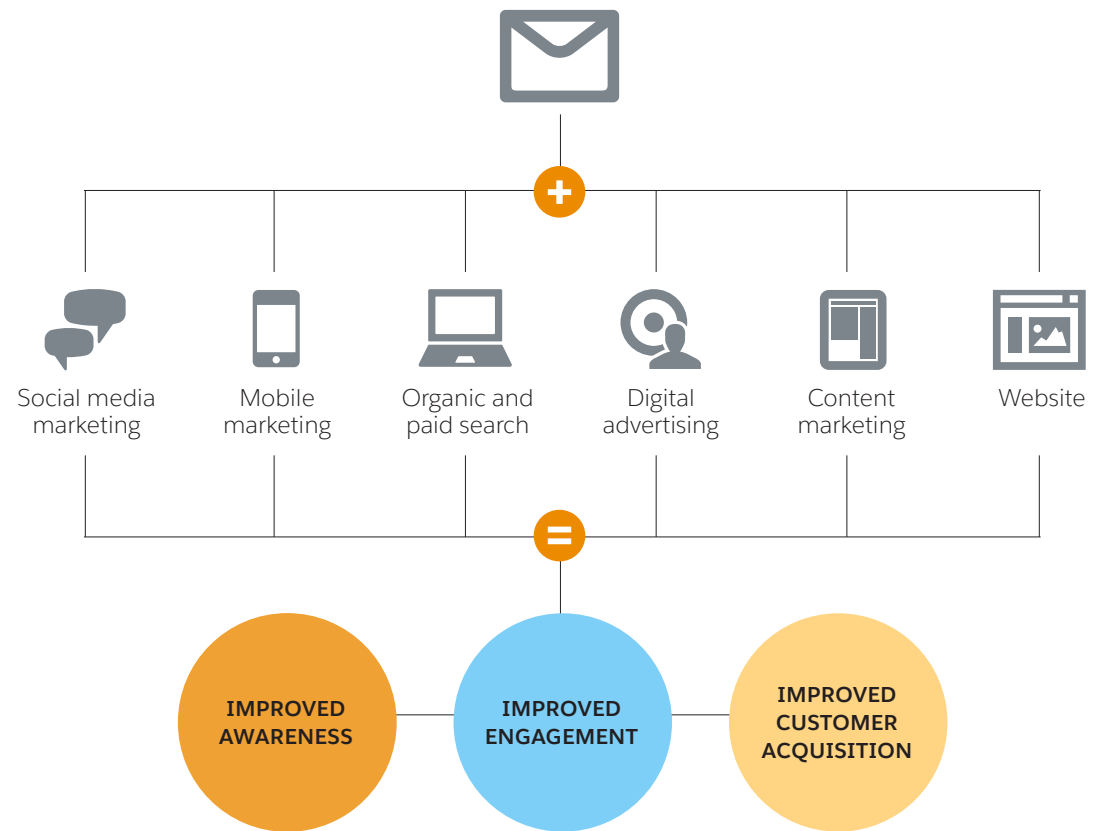 +
Social media
marketing
Mobile
marketing
Organic and
paid search
Digital
advertising
Content
marketing
Website
=
IMPROVED
AWARENESS
IMPROVED
ENGAGEMENT
IMPROVED
CUSTOMER
ACQUISITION